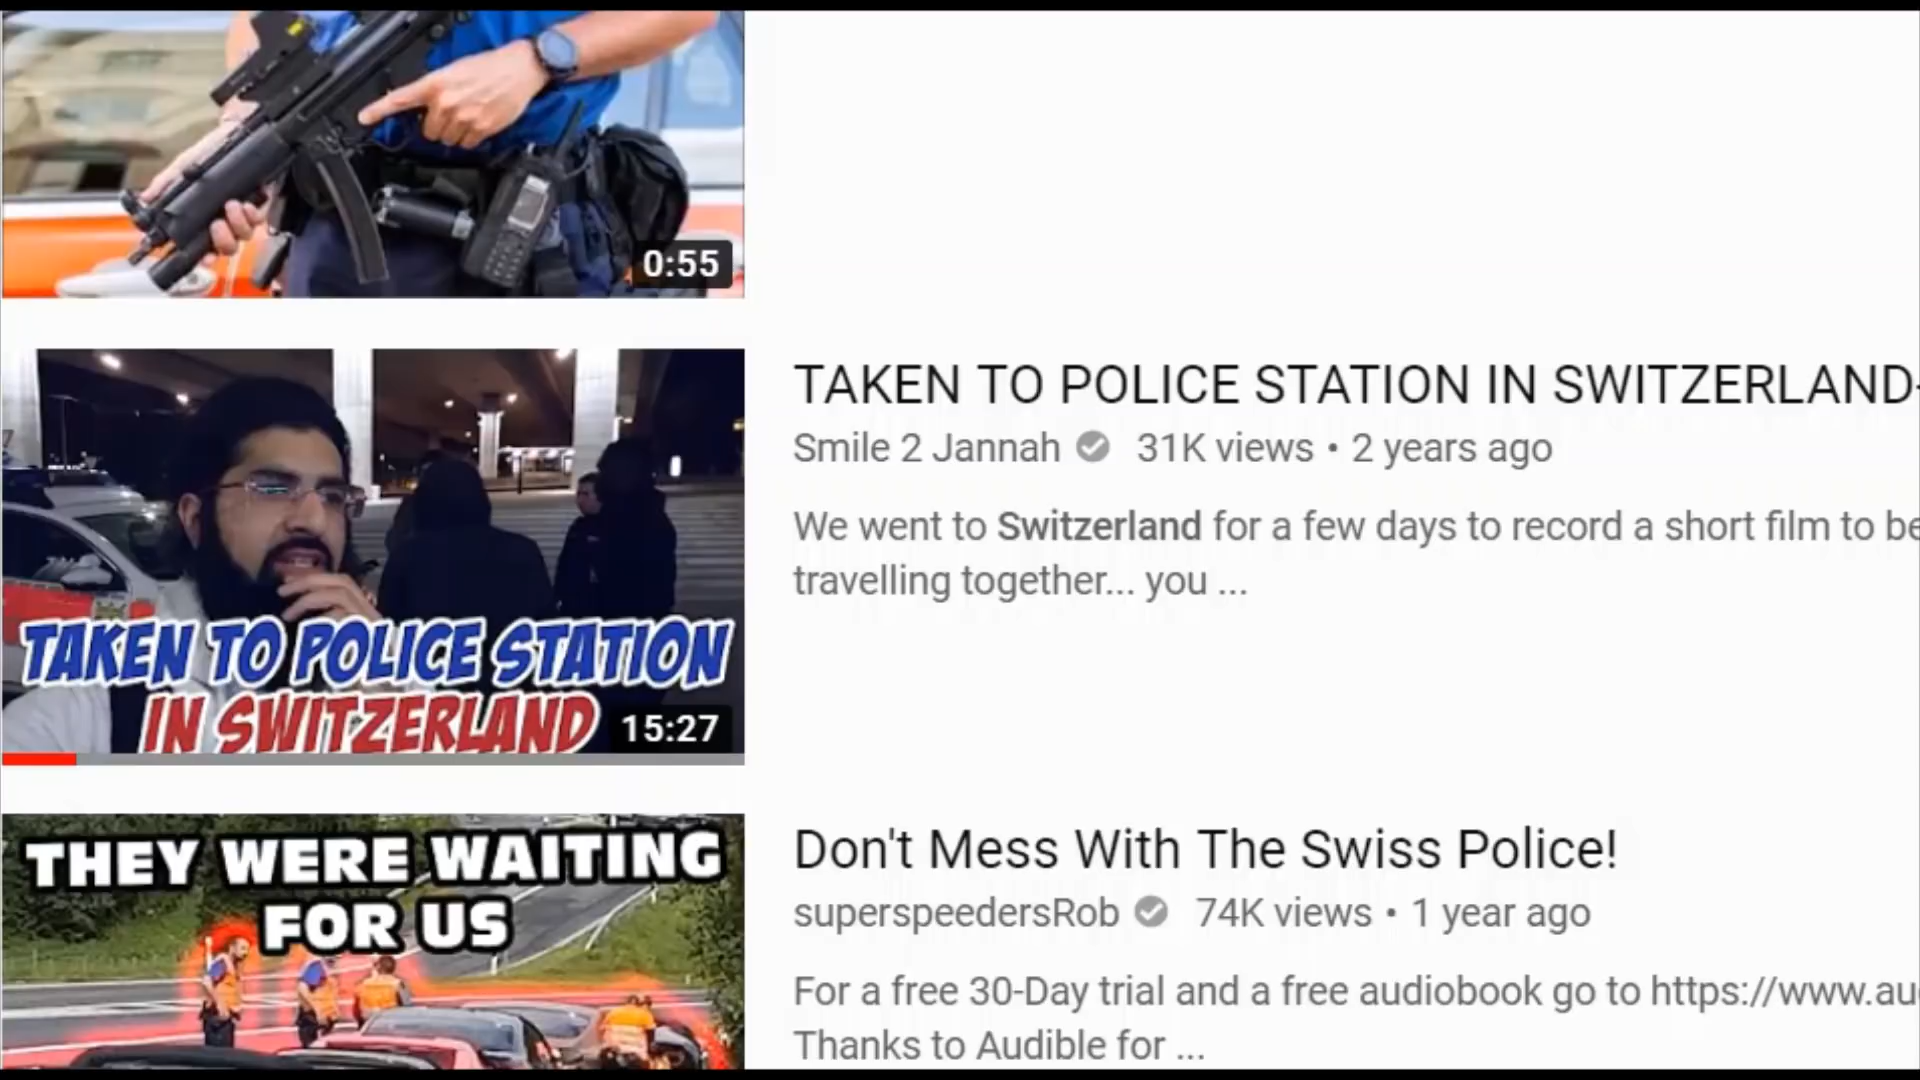 0:55
TAKEN TO POLICE STATION
IN SWITZERLAND
15:27
TAKEN TO POLICE STATION IN SWITZERLAND-
Smile 2 Jannah 31K views • 2 years ago
We went to Switzerland for a few days to record a short film to be
travelling together... you ...
THEY WERE WAITING
FOR US
Don't Mess With The Swiss Police!
superspeedersRob 74K views • 1 year ago
For a free 30-Day trial and a free audiobook go to https://www.au
Thanks to Audible for ...